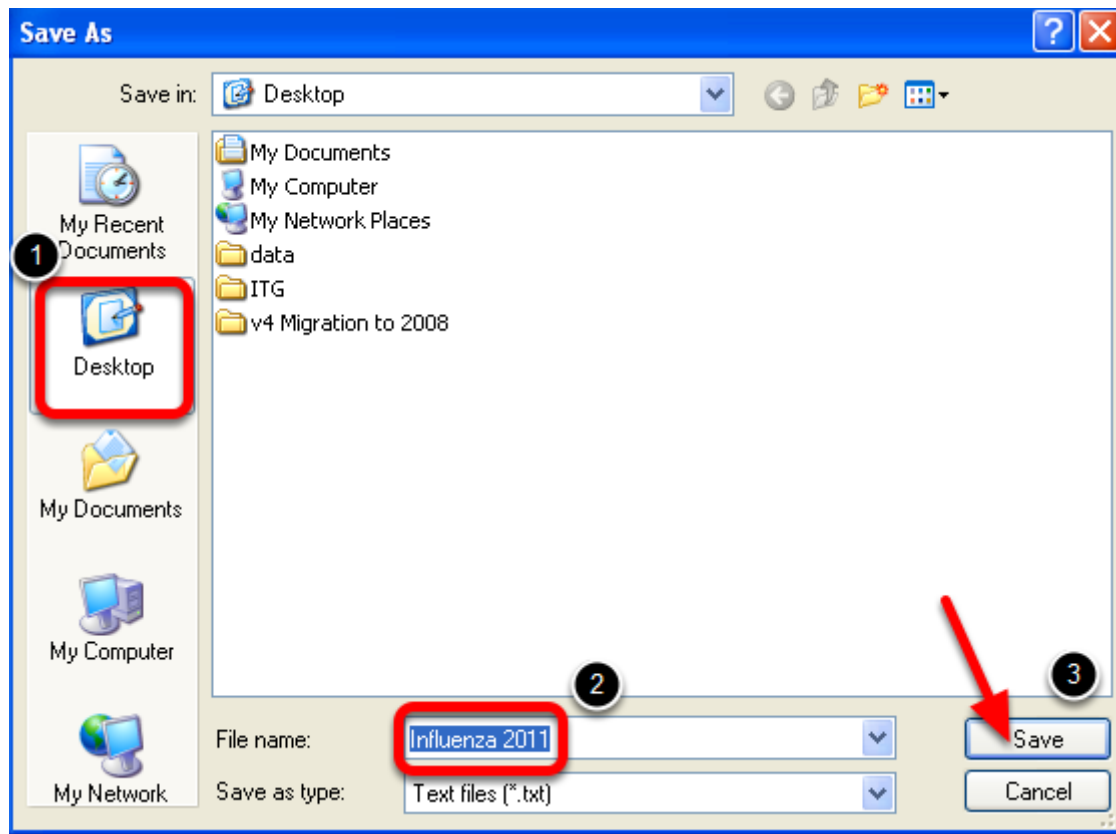 Save As
Save in:
Desktop
My Recent
Documents
1
Desktop
My Documents
My Computer
My Network
My Documents
My Computer
My Network Places
data
ITG
v4 Migration to 2008
2
3
File name:
Influenza 2011
Save
Save as type:
Text files (*.txt)
Cancel